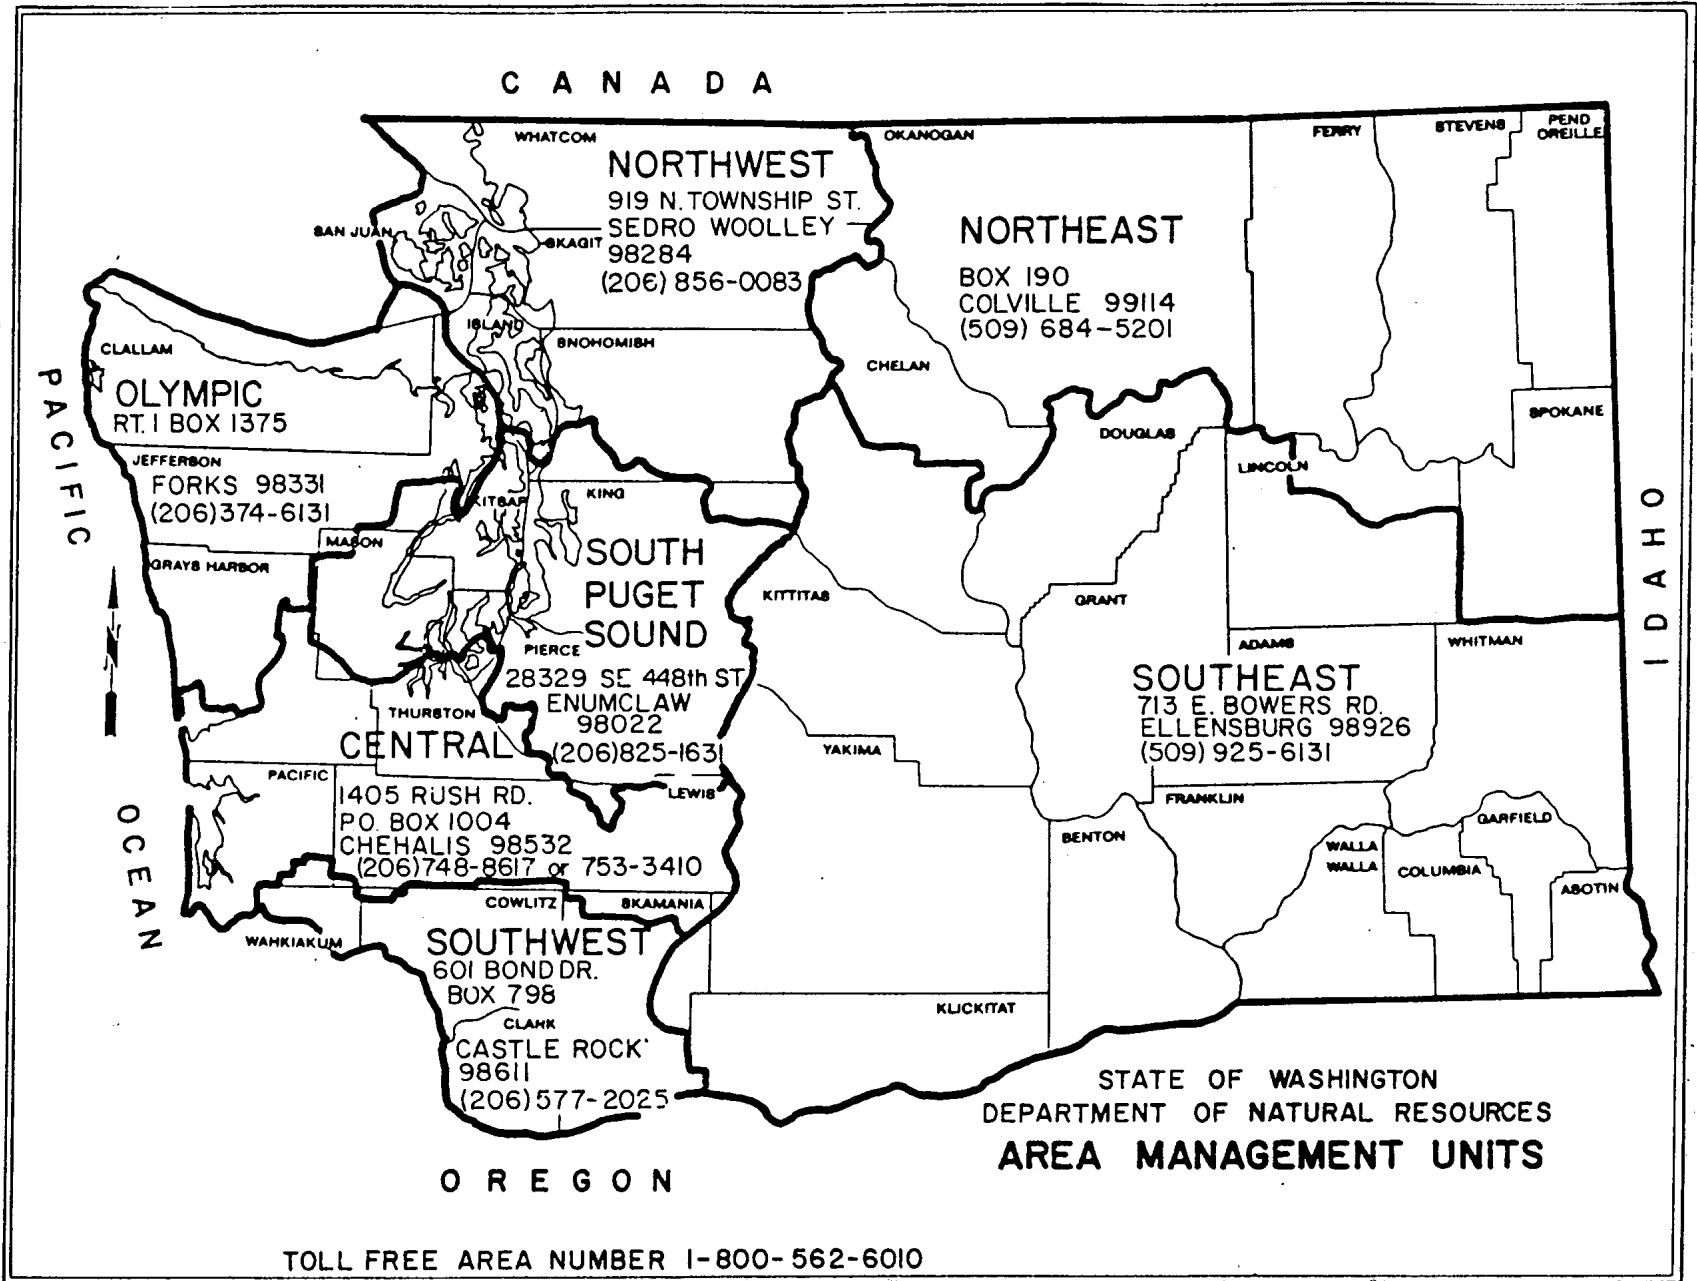 CANADA
WHATCOM
OKANOGAN
FERRY
STEVENS
PEND
OREILLE
NORTHWEST
919 N. TOWNSHIP ST.
SEDRO WOOLLEY
98284
(206) 856-0083
SAN JUAN
SKAGIT
ISLAND
SNOHOMISH
NORTHEAST
BOX 190
COLVILLE 99114
(509) 684-5201
CHELAN
DOUGLAS
LINCOLN
SPOKANE
CLALLAM
OLYMPIC
RT. 1 BOX 1375
JEFFERSON
FORKS 98331
(206) 374-6131
PACIFIC
OCEAN
IDAHO
N
MASON
GRAYS HARBOR
KITSAP
KING
SOUTH
PUGET
SOUND
PIERCE
28329 SE 448th ST
ENUMCLAW
98022
(206) 825-1631
KITTITAS
GRANT
ADAMS
WHITMAN
SOUTHEAST
713 E. BOWERS RD.
ELLENSBURG 98926
(509) 925-6131
THURSTON
CENTRAL
YAKIMA
PACIFIC
LEWIS
1405 RUSH RD.
P.O. BOX 1004
CHEHALIS 98532
(206) 748-8617 or 753-3410
FRANKLIN
BENTON
WALLA
WALLA
COLUMBIA
GARFIELD
ASOTIN
COWLITZ
SKAMANIA
WAHKIAKUM
SOUTHWEST
601 BOND DR.
BOX 798
CLARK
CASTLE ROCK
98611
(206) 577-2025
KLICKITAT
STATE OF WASHINGTON
DEPARTMENT OF NATURAL RESOURCES
AREA MANAGEMENT UNITS
OREGON
TOLL FREE AREA NUMBER 1-800-562-6010